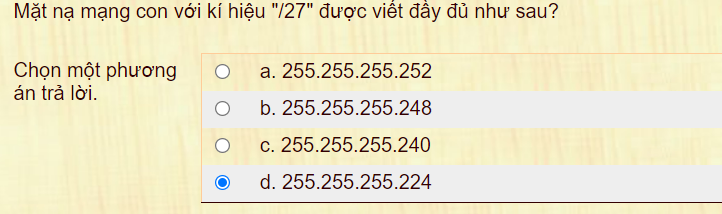 Mặt nạ mạng con với kí hiệu "/27" được viết đầy đủ như sau?
Chọn một phương
án trả lời.
a. 255.255.255.252
b. 255.255.255.248
c. 255.255.255.240
d. 255.255.255.224